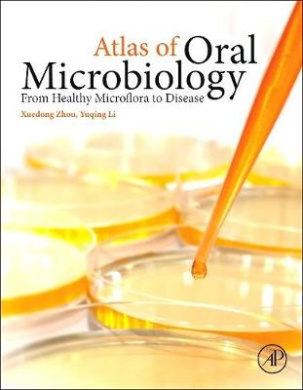 Atlas of Oral
Microbiology
From Healthy Microflora to Disease
Xuedong Zhou, Yuqing Li
AP